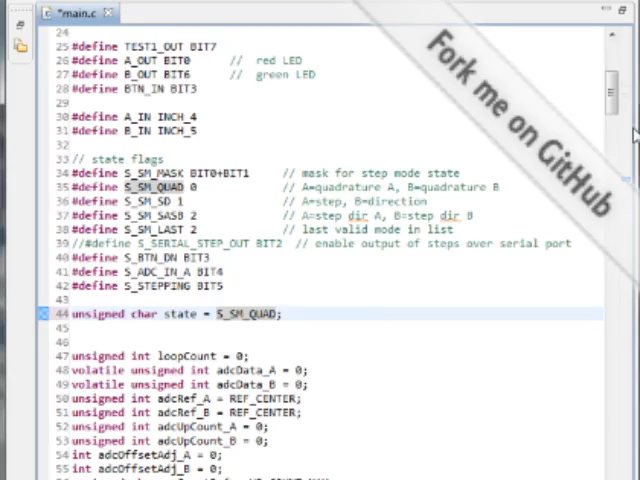 *main.c
Fork me on GitHub
24
25 #define TEST1_OUT BIT7
26 #define A_OUT BIT0 // red LED
27 #define B_OUT BIT6 // green LED
28 #define BTN_IN BIT3
29
30 #define A_IN INCH_4
31 #define B_IN INCH_5
32
33 // state flags
34 #define S_SM_MASK BIT0+BIT1 // mask for step mode state
35 #define S_SM_QUAD 0 // A=quadrature A, B=quadrature B
36 #define S_SM_SD 1 // A=step, B=direction
37 #define S_SM_SASB 2 // A=step dir A, B=step dir B
38 #define S_SM_LAST 2 // last valid mode in list
39 //#define S_SERIAL_STEP_OUT BIT2 // enable output of steps over serial port
40 #define S_BTN_DN BIT3
41 #define S_ADC_IN_A BIT4
42 #define S_STEPPING BIT5
43
44 unsigned char state = S_SM_QUAD;
45
46
47 unsigned int loopCount = 0;
48 volatile unsigned int adcData_A = 0;
49 volatile unsigned int adcData_B = 0;
50 unsigned int adcRef_A = REF_CENTER;
51 unsigned int adcRef_B = REF_CENTER;
52 unsigned int adcUpCount_A = 0;
53 unsigned int adcUpCount_B = 0;
54 int adcOffsetAdj_A = 0;
55 int adcOffsetAdj_B = 0;